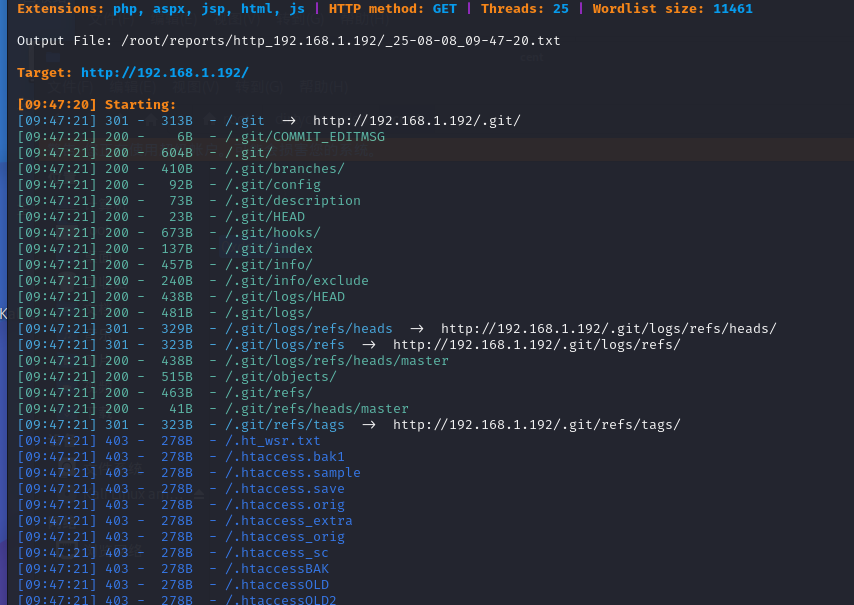 Extensions: php, aspx, jsp, html, js | HTTP method: GET | Threads: 25 | Wordlist size: 11461
Output File: /root/reports/http_192.168.1.192/_25-08-08_09-47-20.txt
Target: http://192.168.1.192/
[09:47:20] Starting:
[09:47:21] 301 -  313B  - /.git  ->  http://192.168.1.192/.git/
[09:47:21] 200 -    6B  - /.git/COMMIT_EDITMSG
[09:47:21] 200 -  604B  - /.git/
[09:47:21] 200 -  410B  - /.git/branches/
[09:47:21] 200 -   92B  - /.git/config
[09:47:21] 200 -   73B  - /.git/description
[09:47:21] 200 -   23B  - /.git/HEAD
[09:47:21] 200 -  673B  - /.git/hooks/
[09:47:21] 200 -  137B  - /.git/index
[09:47:21] 200 -  457B  - /.git/info/
[09:47:21] 200 -  240B  - /.git/info/exclude
[09:47:21] 200 -  438B  - /.git/logs/HEAD
[09:47:21] 200 -  481B  - /.git/logs/
[09:47:21] 301 -  329B  - /.git/logs/refs/heads  ->  http://192.168.1.192/.git/logs/refs/heads/
[09:47:21] 301 -  323B  - /.git/logs/refs  ->  http://192.168.1.192/.git/logs/refs/
[09:47:21] 200 -  438B  - /.git/logs/refs/heads/master
[09:47:21] 200 -  515B  - /.git/objects/
[09:47:21] 200 -  463B  - /.git/refs/
[09:47:21] 200 -   41B  - /.git/refs/heads/master
[09:47:21] 301 -  323B  - /.git/refs/tags  ->  http://192.168.1.192/.git/refs/tags/
[09:47:21] 403 -  278B  - /.ht_wsr.txt
[09:47:21] 403 -  278B  - /.htaccess.bak1
[09:47:21] 403 -  278B  - /.htaccess.sample
[09:47:21] 403 -  278B  - /.htaccess.save
[09:47:21] 403 -  278B  - /.htaccess.orig
[09:47:21] 403 -  278B  - /.htaccess_extra
[09:47:21] 403 -  278B  - /.htaccess_orig
[09:47:21] 403 -  278B  - /.htaccess_sc
[09:47:21] 403 -  278B  - /.htaccessBAK
[09:47:21] 403 -  278B  - /.htaccessOLD
[09:47:21] 403 -  278B  - /.htaccessOLD2